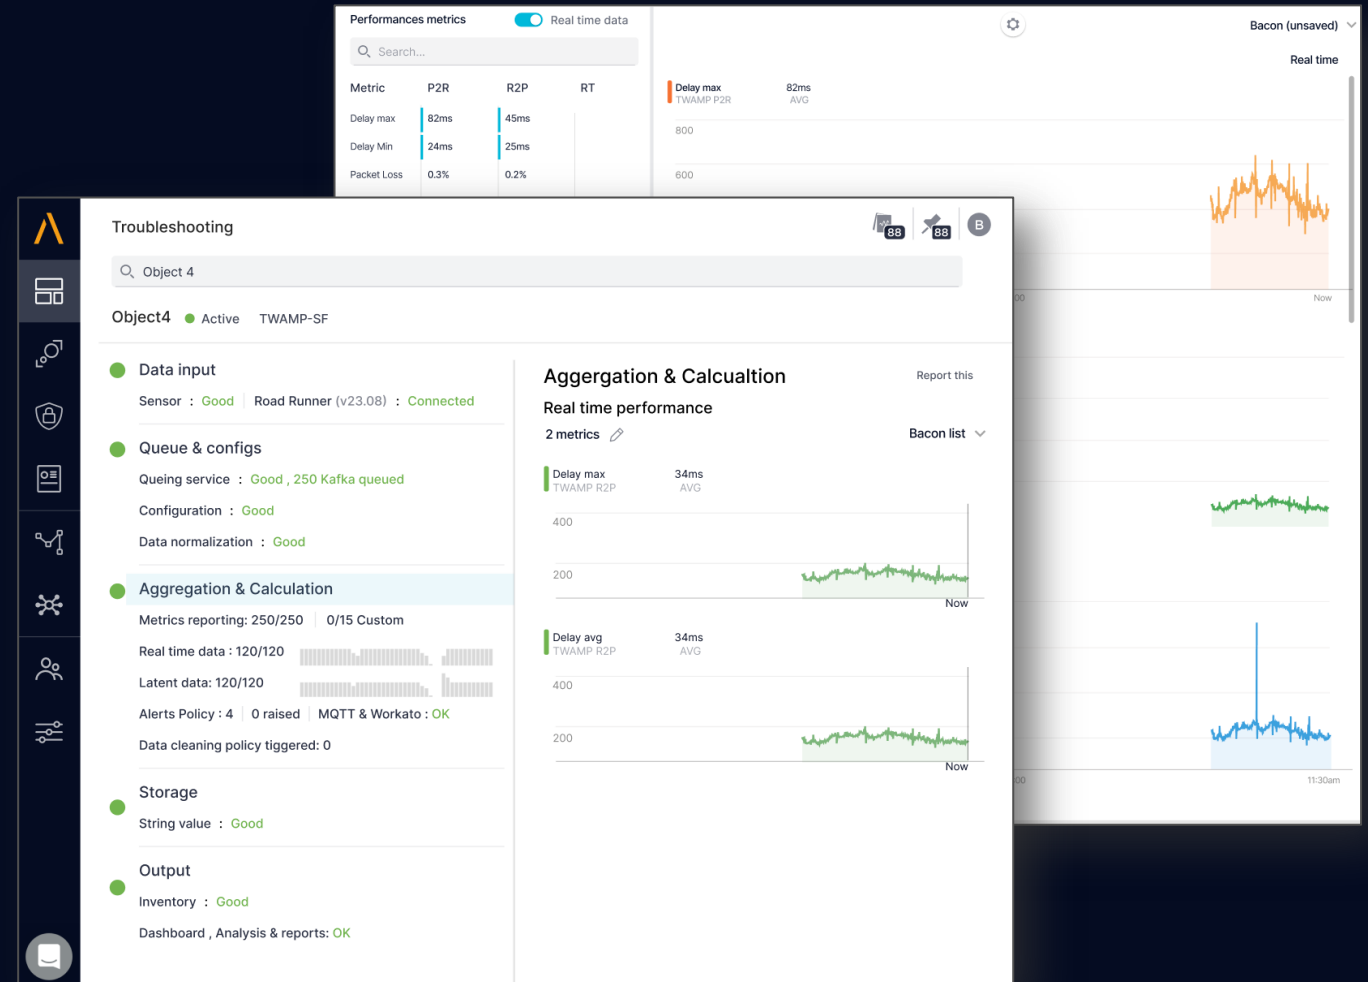 Performances metrics
Real time data
Search...
Metric P2R R2P RT
Delay max 82ms 45ms
Delay Min 24ms 25ms
Packet Loss 0.3% 0.2%
Bacon (unsaved)
Real time
Delay max 82ms
TWAMP P2R AVG
800
600
00 Now
00 11:30am
Troubleshooting
88 88 B
Object 4
Object4 Active TWAMP-SF
Data input
Sensor : Good Road Runner (v23.08) : Connected
Queue & configs
Queing service : Good , 250 Kafka queued
Configuration : Good
Data normalization : Good
Aggregation & Calculation
Metrics reporting: 250/250 0/15 Custom
Real time data : 120/120
Latent data: 120/120
Alerts Policy : 4 0 raised MQTT & Workato : OK
Data cleaning policy tiggered: 0
Storage
String value : Good
Output
Inventory : Good
Dashboard , Analysis & reports: OK
Aggergation & Calcualtion Report this
Real time performance
2 metrics Bacon list
Delay max 34ms
TWAMP R2P AVG
400
200
Now
Delay avg 34ms
TWAMP R2P AVG
400
200
Now